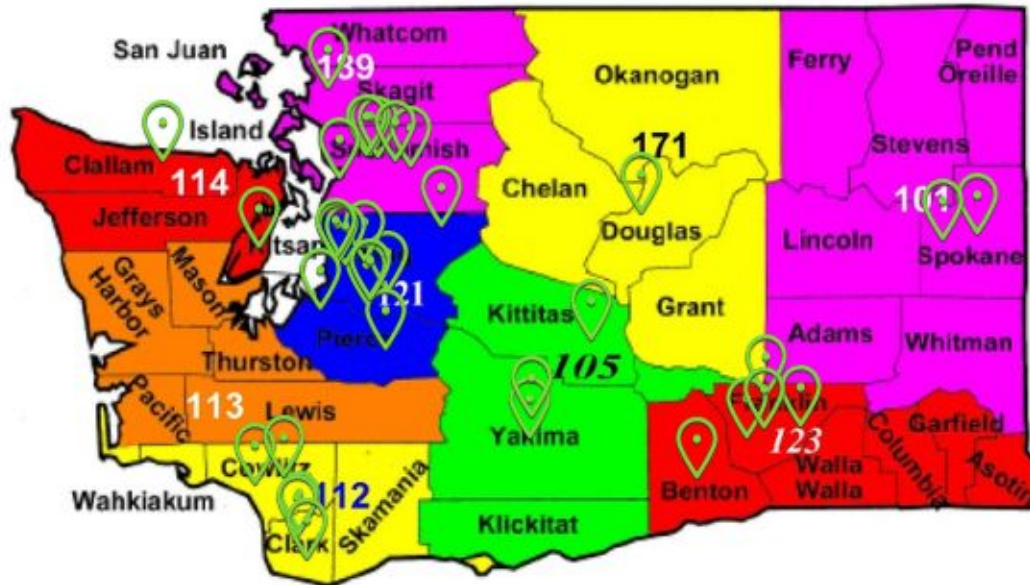 Whatcom
San Juan
139
Skagit
Okanogan
Ferry
Pend
Oreille
Island
Clallam
114
171
Stevens
Chelan
101
Jefferson
Douglas
Lincoln
Spokane
Grays
Harbor
Mason
121
Kittitas
Grant
Adams
Whitman
Thurston
105
Pacific
113
Lewis
Yakima
123
Garfield
Columbia
Asotin
Wahkiakum
112
Skamania
Benton
Walla
Walla
Klickitat
Clark